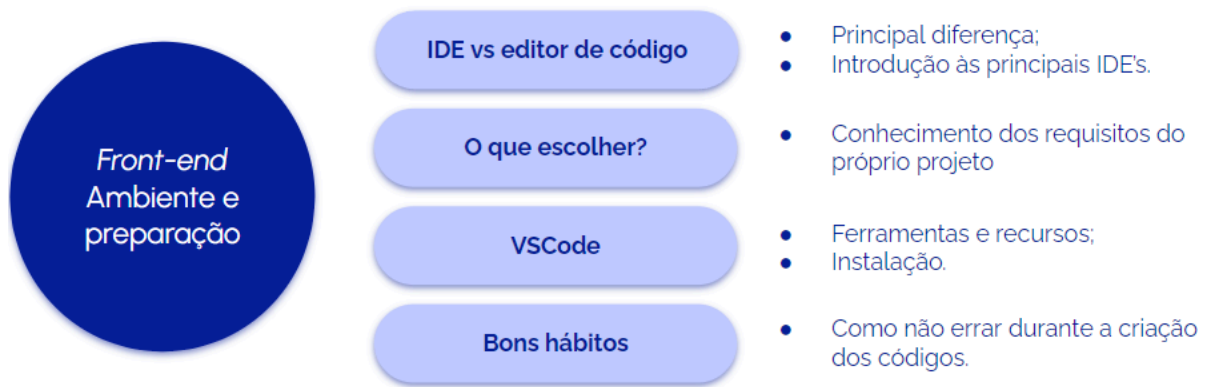 Front-end
Ambiente e
preparação
IDE vs editor de código
● Principal diferença;
● Introdução às principais IDE's.
O que escolher?
● Conhecimento dos requisitos do
próprio projeto
VSCode
● Ferramentas e recursos;
● Instalação.
Bons hábitos
● Como não errar durante a criação
dos códigos.